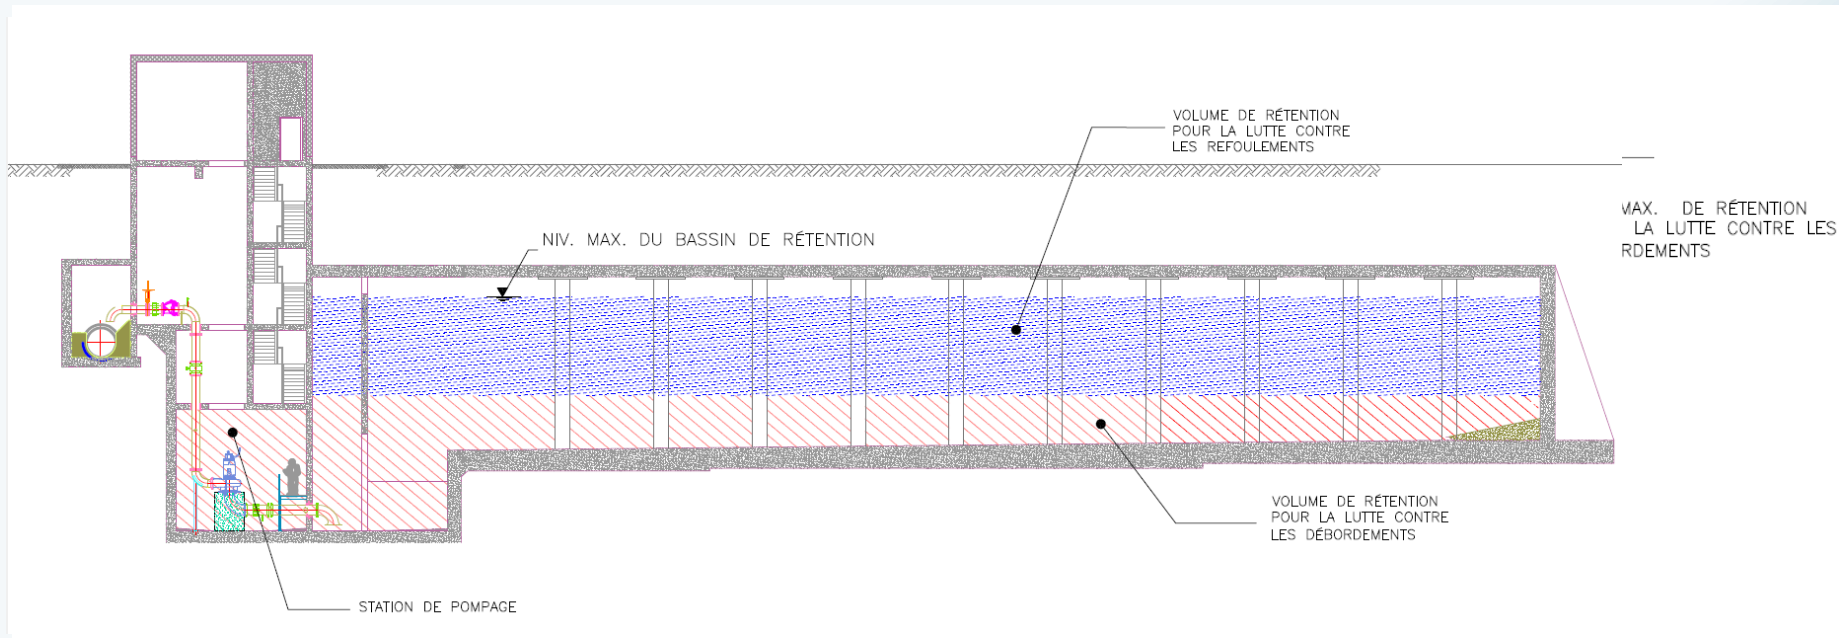 VOLUME DE RÉTENTION
POUR LA LUTTE CONTRE
LES REFOULEMENTS
MAX. DE RÉTENTION
LA LUTTE CONTRE LES
RDEMENTS
NIV. MAX. DU BASSIN DE RÉTENTION
VOLUME DE RÉTENTION
POUR LA LUTTE CONTRE
LES DÉBORDEMENTS
STATION DE POMPAGE